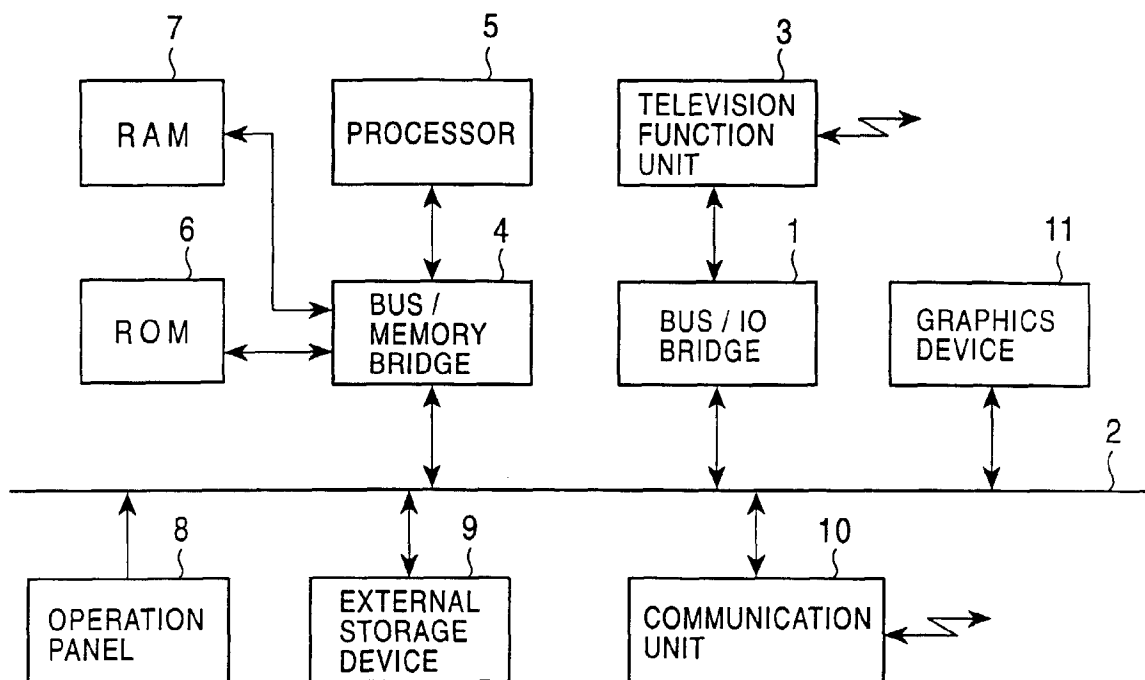 7
5
3
RAM
PROCESSOR
TELEVISION
FUNCTION
UNIT
6
4
1
11
ROM
BUS /
MEMORY
BRIDGE
BUS / IO
BRIDGE
GRAPHICS
DEVICE
2
8
9
10
OPERATION
PANEL
EXTERNAL
STORAGE
DEVICE
COMMUNICATION
UNIT